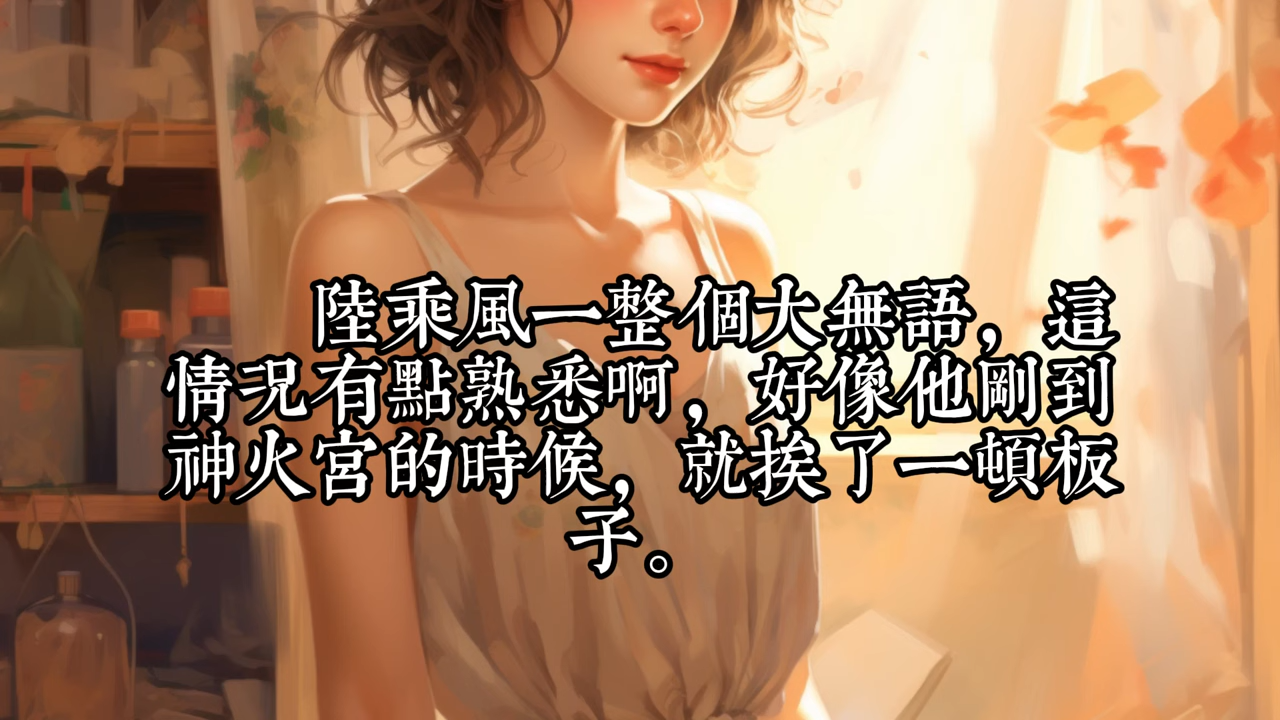 陸乘風一整個大無語，這
情況有點熟悉啊，好像他剛到
神火宮的時候，就挨了一頓板
子。